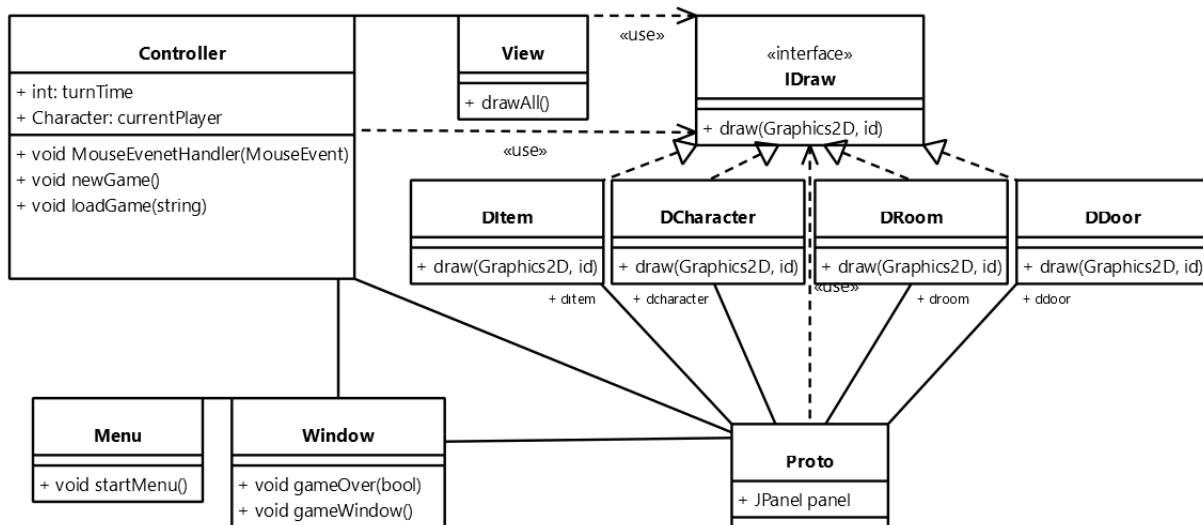 Controller
+ int: turnTime
+ Character: currentPlayer
+ void MouseEvenetHandler(MouseEvent)
+ void newGame()
+ void loadGame(string)
View
+ drawAll()
«use»
«use»
«interface»
IDraw
+ draw(Graphics2D, id)
DItem
+ draw(Graphics2D, id)
DCharacter
+ draw(Graphics2D, id)
DRoom
+ draw(Graphics2D, id)
DDoor
+ draw(Graphics2D, id)
+ ditem
+ dcharacter
«use»
+ droom
+ ddoor
Menu
+ void startMenu()
Window
+ void gameOver(bool)
+ void gameWindow()
Proto
+ JPanel panel